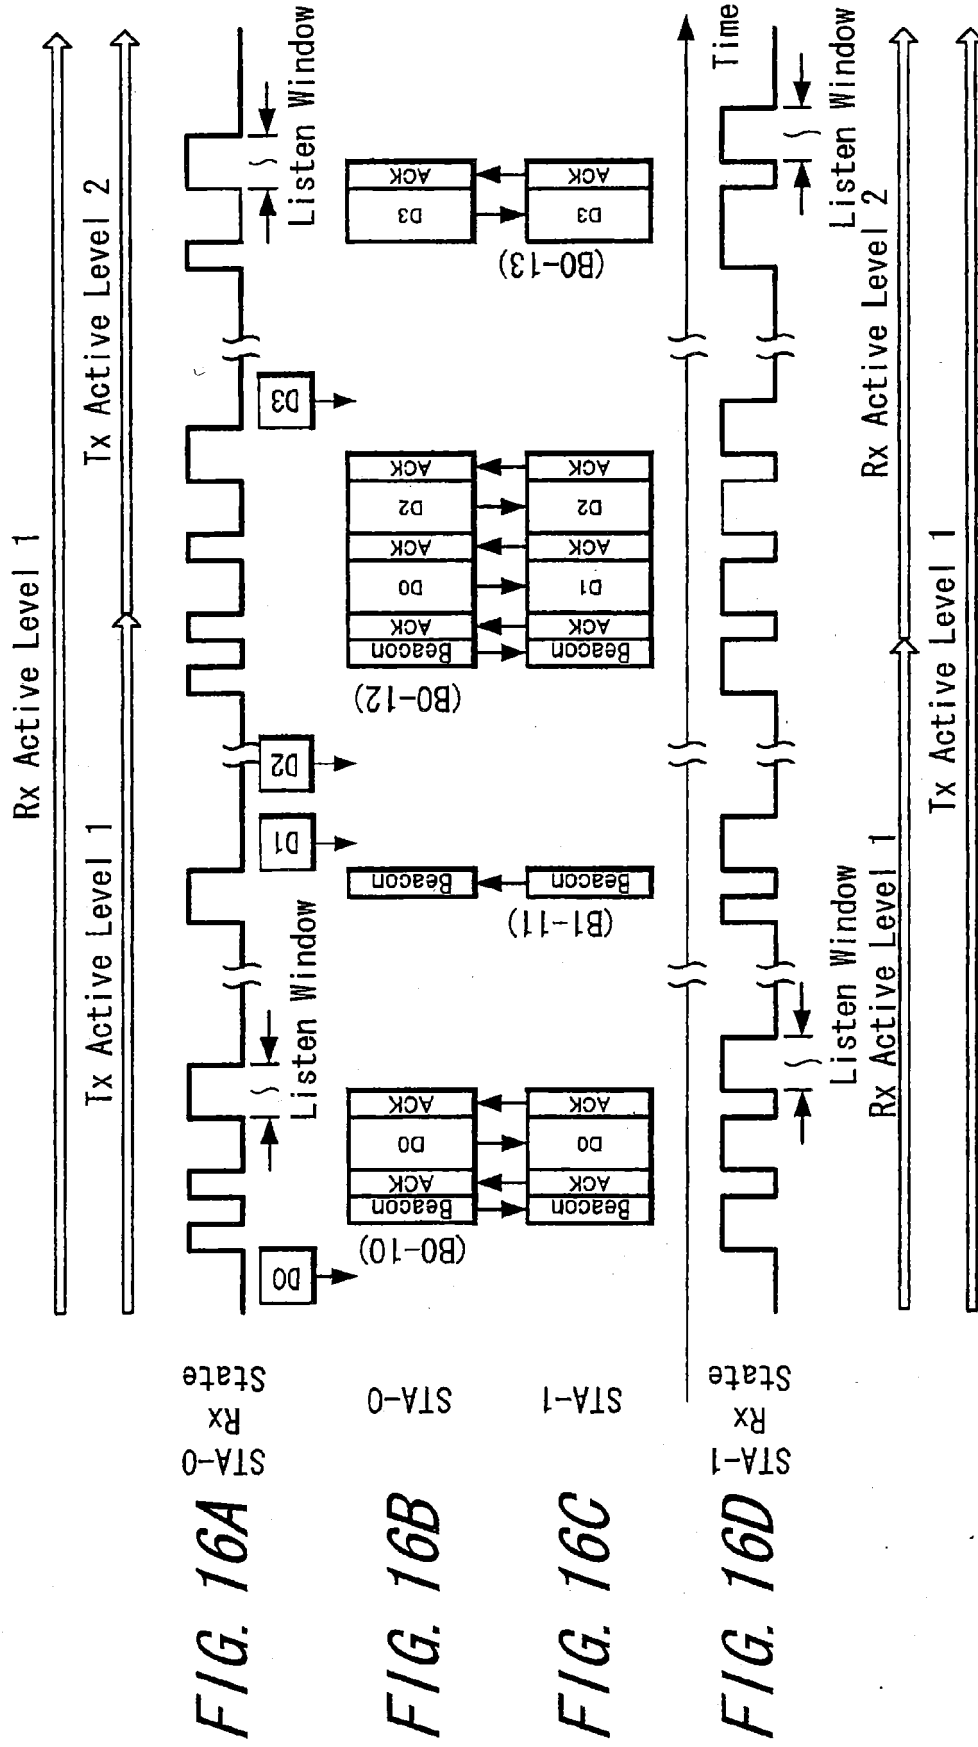 Rx Active Level 1
Tx Active Level 1
Tx Active Level 2
FIG. 16A
STA-0
Rx
State
Listen Window
Listen Window
D0
D1
D2
D3
FIG. 16B
STA-0
(B0-10)
Beacon
ACK
D0
ACK
Beacon
(B0-12)
Beacon
ACK
D0
ACK
D2
ACK
D3
ACK
FIG. 16C
STA-1
Beacon
ACK
D0
ACK
(B1-11)
Beacon
Beacon
ACK
D1
ACK
D2
ACK
(B0-13)
D3
ACK
Time
FIG. 16D
STA-1
Rx
State
Listen Window
Listen Window
Rx Active Level 1
Rx Active Level 2
Tx Active Level 1